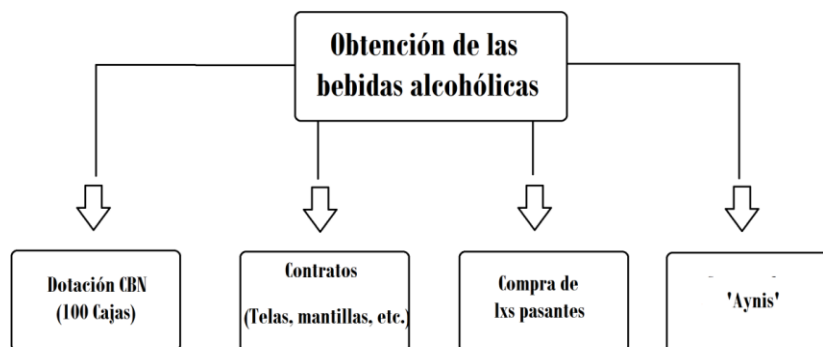 Obtención de las
bebidas alcohólicas
Dotación CBN
(100 Cajas)
Contratos
(Telas, mantillas, etc.)
Compra de
lxs pasantes
'Aynis'